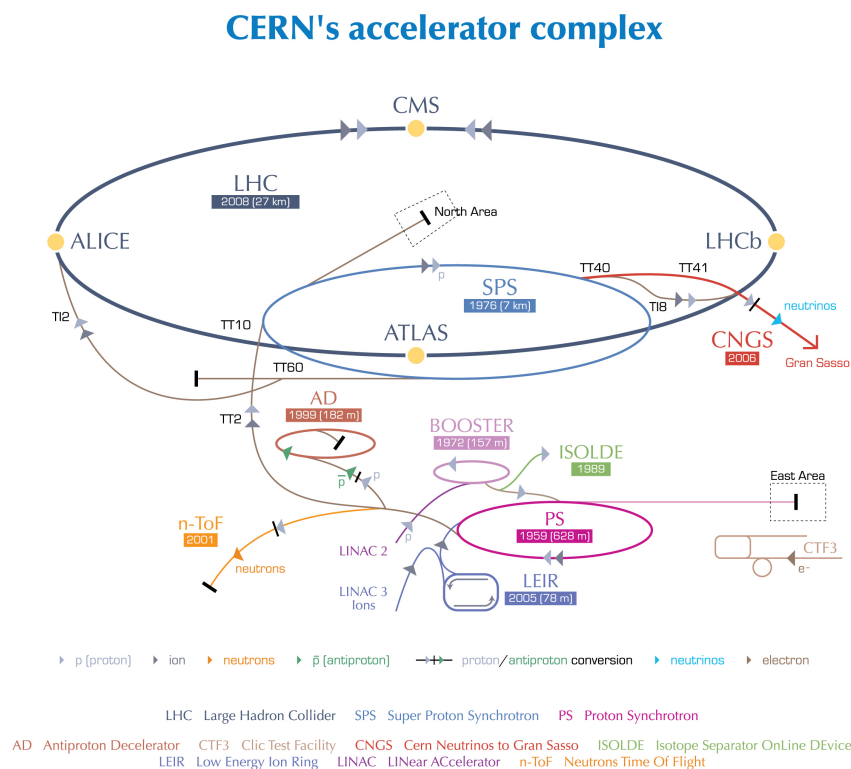 CERN's accelerator complex
CMS
LHC
2008 (27 km)
North Area
ALICE
LHCb
TT40
TT41
SPS
p
1976 (7 km)
TI8
neutrinos
TI2
TT10
ATLAS
CNGS
2006
Gran Sasso
TT60
AD
1999 (182 m)
TT2
BOOSTER
1972 (157 m)
ISOLDE
1989
p
p̅
East Area
n-ToF
2001
PS
1959 (628 m)
p
LINAC 2
neutrons
CTF3
e-
LINAC 3
Ions
LEIR
2005 (78 m)
p (proton) ion neutrons p̅ (antiproton) proton/antiproton conversion neutrinos electron
LHC Large Hadron Collider SPS Super Proton Synchrotron PS Proton Synchrotron
AD Antiproton Decelerator CTF3 Clic Test Facility CNGS Cern Neutrinos to Gran Sasso ISOLDE Isotope Separator OnLine DEvice
LEIR Low Energy Ion Ring LINAC LINear ACcelerator n-ToF Neutrons Time Of Flight